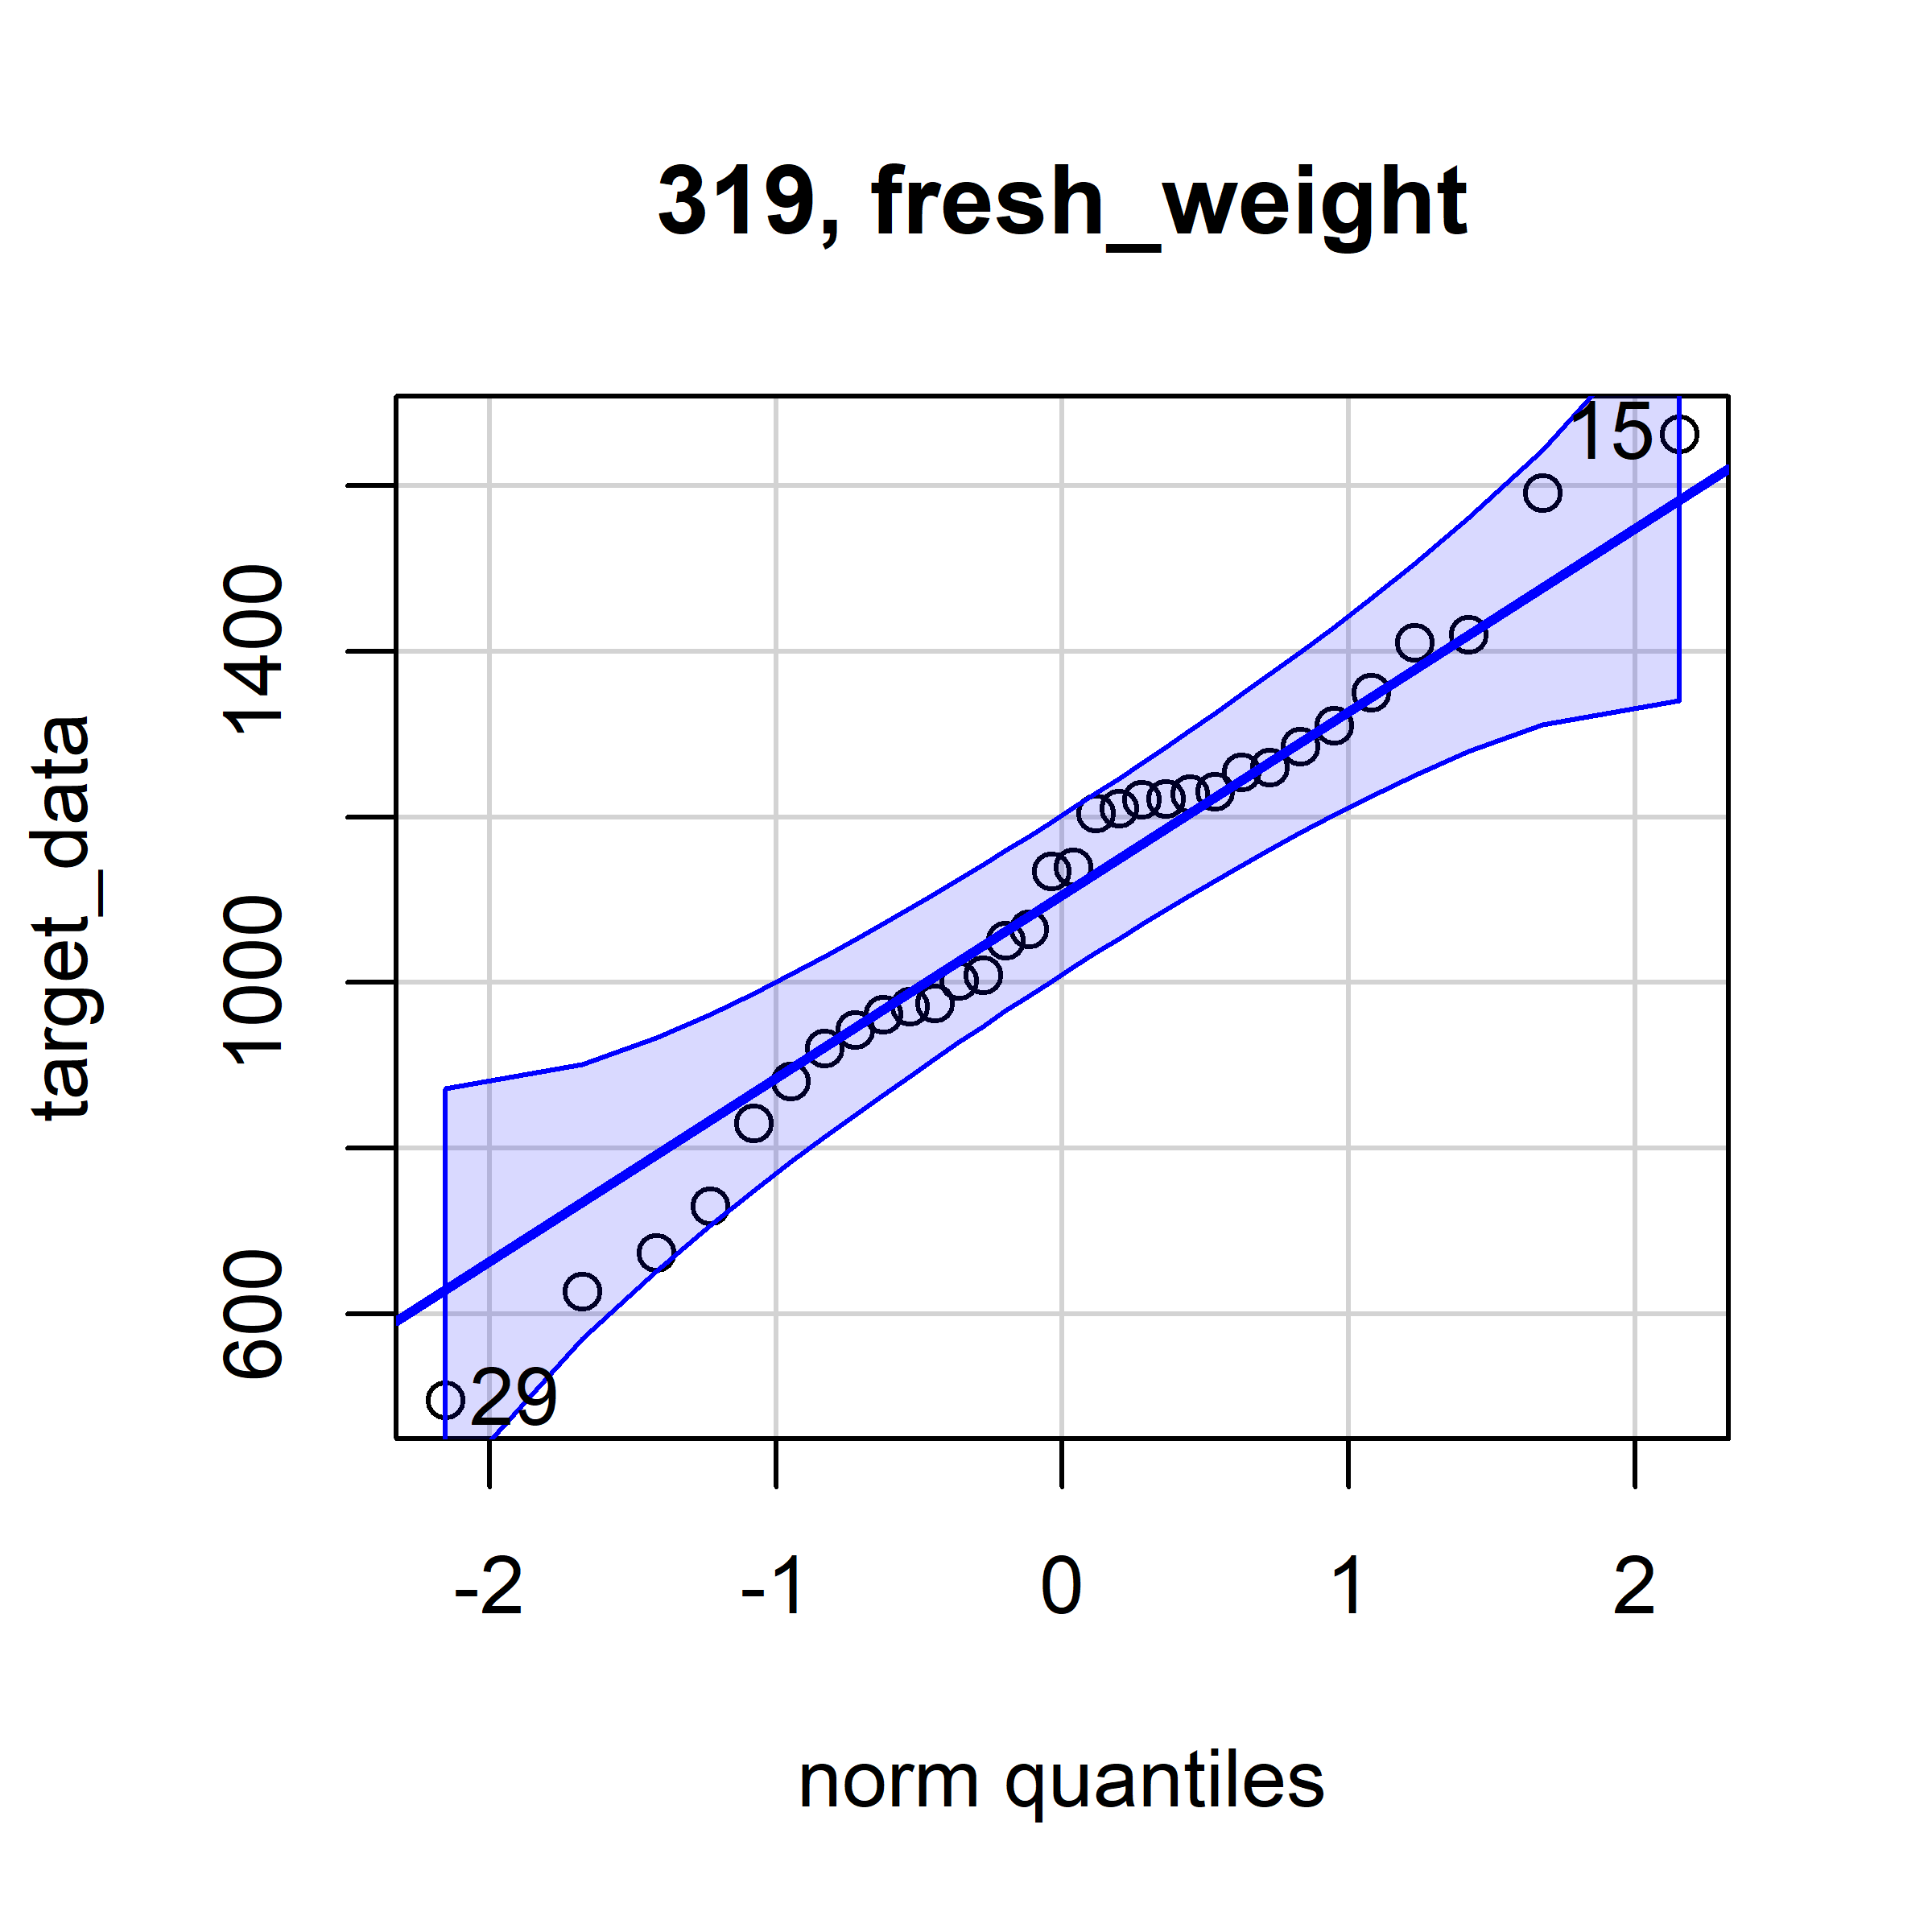 319, fresh_weight
target_data
1400
1000
600
15
29
-2 -1 0 1 2
norm quantiles